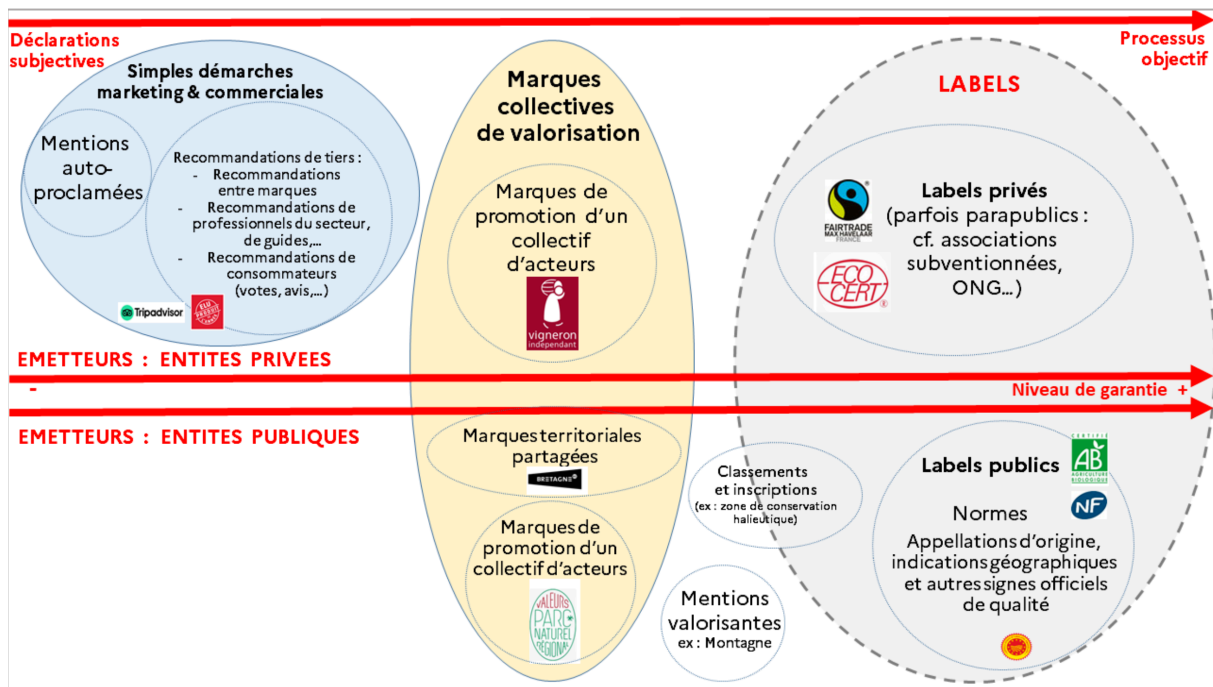 Déclarations
subjectives
Processus
objectif
Simples démarches
marketing & commerciales
Mentions
auto-
proclamées
Recommandations de tiers :
- Recommandations
entre marques
- Recommandations de
professionnels du secteur,
de guides,...
- Recommandations de
consommateurs
(votes, avis,...)
Tripadvisor
ELU
PRODUIT
Marques
collectives
de valorisation
Marques de
promotion d'un
collectif
d'acteurs
vigneron
indépendant
LABELS
Labels privés
(parfois parapublics :
cf. associations
subventionnées,
ONG...)
FAIRTRADE
MAX HAVELAAR
FRANCE
ECO
CERT
®
EMETTEURS : ENTITES PRIVEES
-
Niveau de garantie +
EMETTEURS : ENTITES PUBLIQUES
Marques territoriales
partagées
BRETAGNE
Marques de
promotion d'un
collectif d'acteurs
VALEURS
PARC
NATUREL
RÉGIONAL
Classements
et inscriptions
(ex : zone de conservation
halieutique)
Mentions
valorisantes
ex : Montagne
Labels publics
CERTIFIÉ
AB
AGRICULTURE
BIOLOGIQUE
NF
Normes
Appellations d'origine,
indications géographiques
et autres signes officiels
de qualité